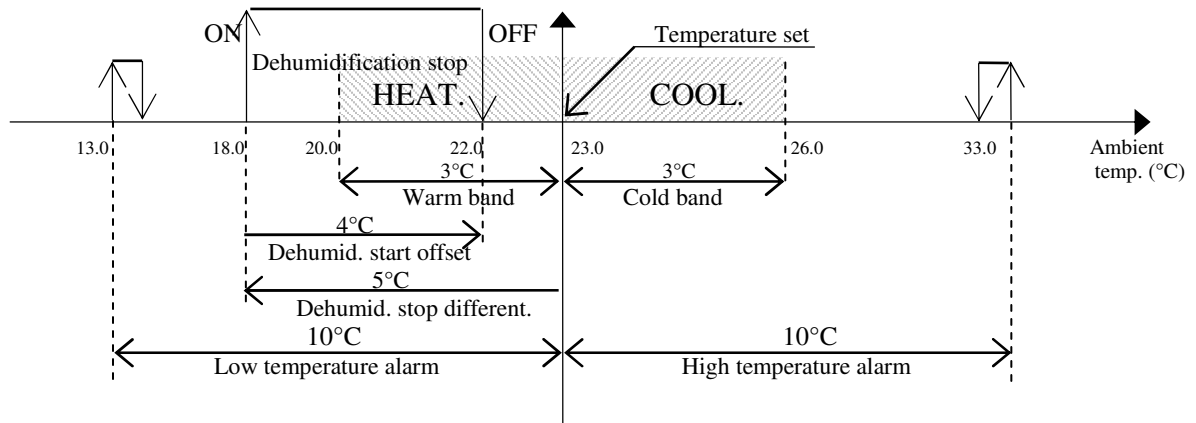 ON
OFF
Temperature set
Dehumidification stop
HEAT.
COOL.
13.0
18.0
20.0
22.0
23.0
26.0
33.0
Ambient
temp. (°C)
3°C
3°C
Warm band
Cold band
4°C
Dehumid. start offset
5°C
Dehumid. stop different.
10°C
10°C
Low temperature alarm
High temperature alarm